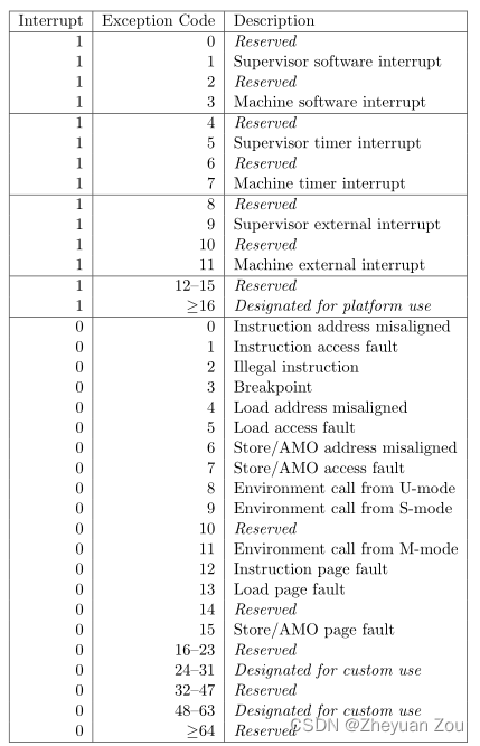 Interrupt Exception Code Description
1 0 Reserved
1 1 Supervisor software interrupt
1 2 Reserved
1 3 Machine software interrupt
1 4 Reserved
1 5 Supervisor timer interrupt
1 6 Reserved
1 7 Machine timer interrupt
1 8 Reserved
1 9 Supervisor external interrupt
1 10 Reserved
1 11 Machine external interrupt
1 12–15 Reserved
1 ≥16 Designated for platform use
0 0 Instruction address misaligned
0 1 Instruction access fault
0 2 Illegal instruction
0 3 Breakpoint
0 4 Load address misaligned
0 5 Load access fault
0 6 Store/AMO address misaligned
0 7 Store/AMO access fault
0 8 Environment call from U-mode
0 9 Environment call from S-mode
0 10 Reserved
0 11 Environment call from M-mode
0 12 Instruction page fault
0 13 Load page fault
0 14 Reserved
0 15 Store/AMO page fault
0 16–23 Reserved
0 24–31 Designated for custom use
0 32–47 Reserved
0 48–63 Designated for custom use
0 ≥64 Reserved
CSDN @Zheyuan Zou